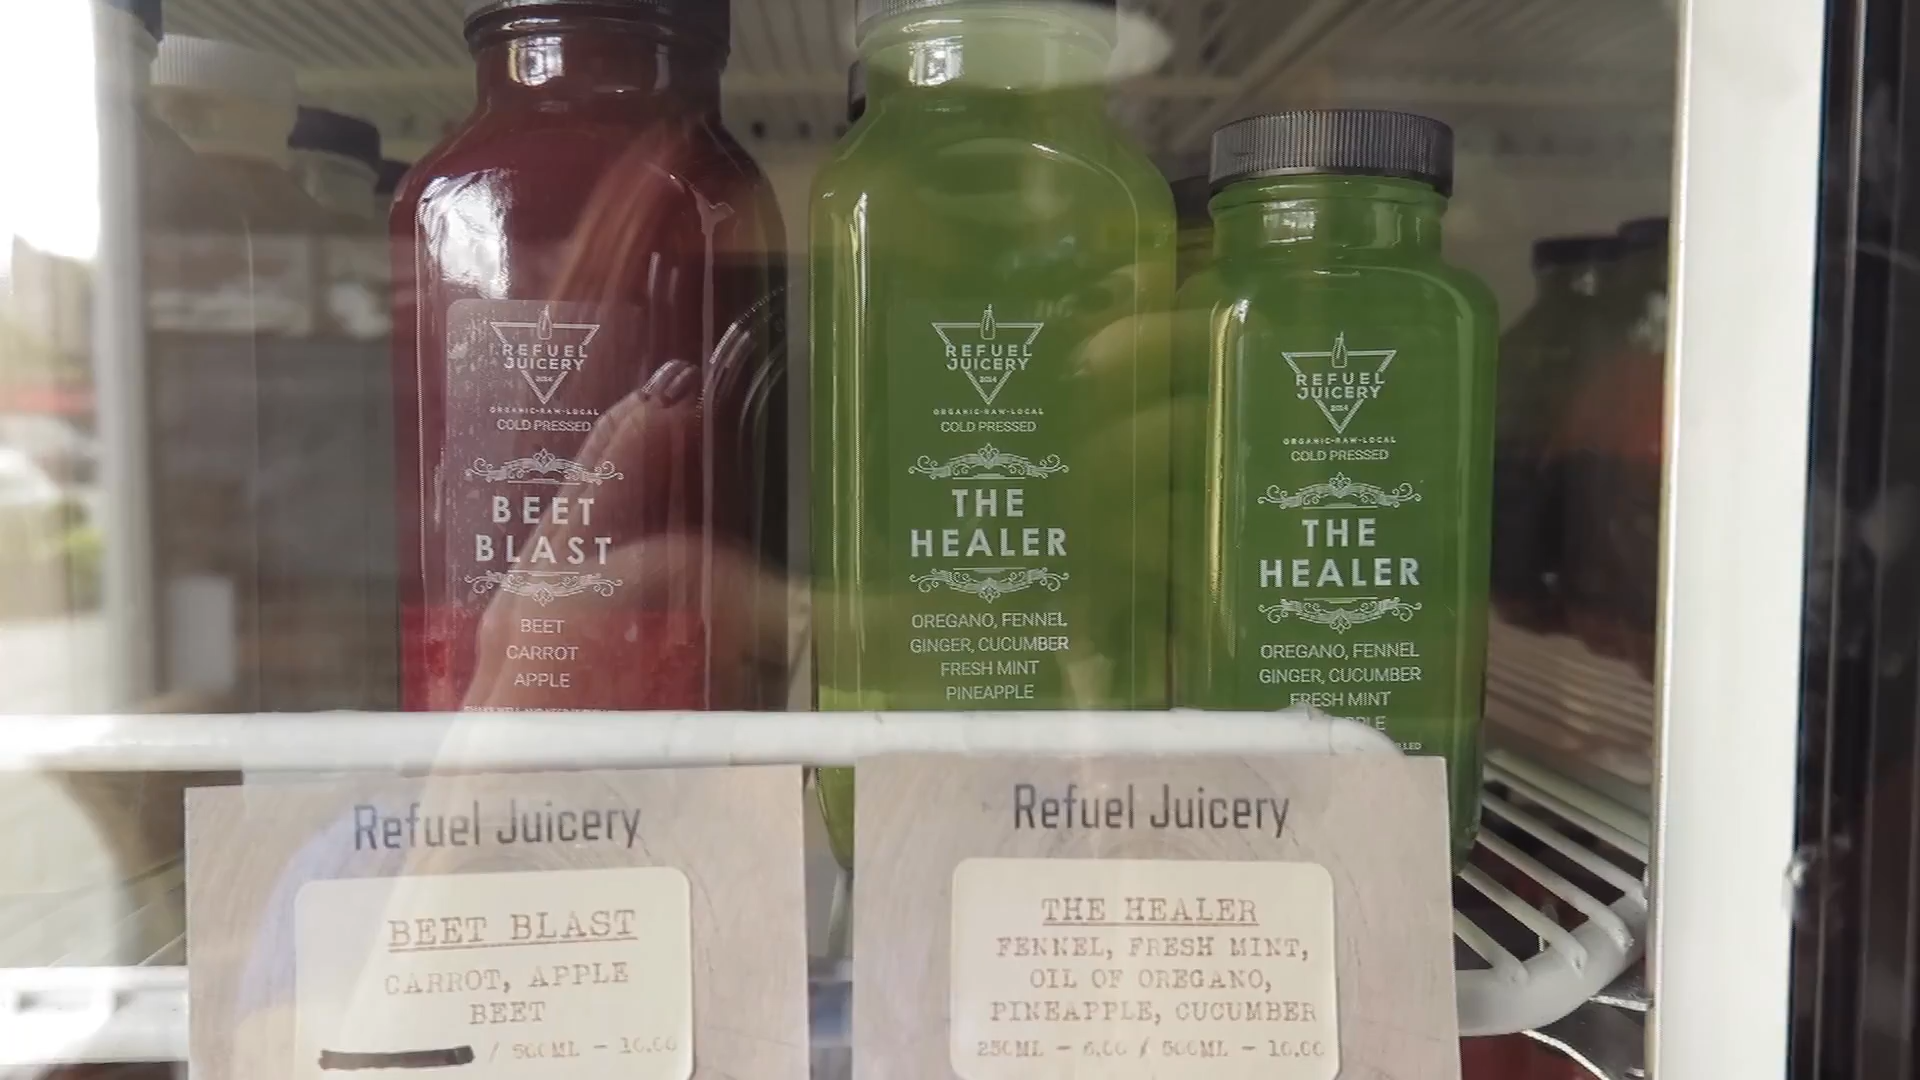 REFUEL
JUICERY
2014
ORGANIC-RAW-LOCAL
COLD PRESSED
BEET
BLAST
BEET
CARROT
APPLE
REFUEL
JUICERY
2014
ORGANIC-RAW-LOCAL
COLD PRESSED
THE
HEALER
OREGANO, FENNEL
GINGER, CUCUMBER
FRESH MINT
PINEAPPLE
REFUEL
JUICERY
2014
ORGANIC-RAW-LOCAL
COLD PRESSED
THE
HEALER
OREGANO, FENNEL
GINGER, CUCUMBER
FRESH MINT
Refuel Juicery
BEET BLAST
CARROT, APPLE
BEET
/ 500ML - 10.00
Refuel Juicery
THE HEALER
FENNEL, FRESH MINT,
OIL OF OREGANO,
PINEAPPLE, CUCUMBER
250ML - 6.00 / 500ML - 10.00